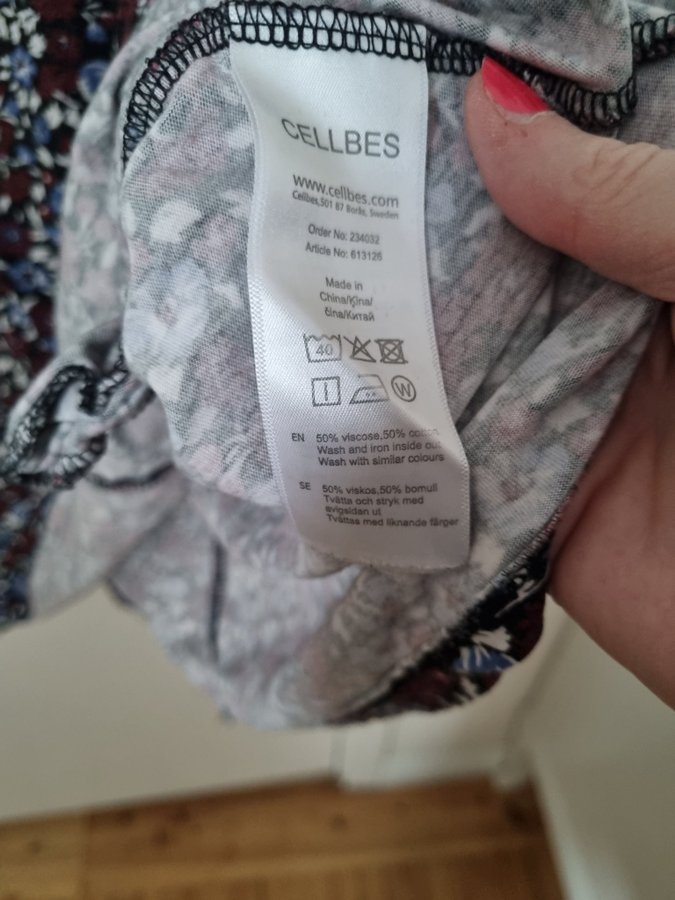 CELLBES
www.cellbes.com
Cellbes,501 87 Borås, Sweden
Order No: 234032
Article No: 613126
Made in
China/Kina/
čína/Китай
40
W
EN 50% viscose,50% cotton
Wash and iron inside out
Wash with similar colours
SE 50% viskos,50% bomull
Tvätta och stryk med
avigsidan ut
Tvättas med liknande färger